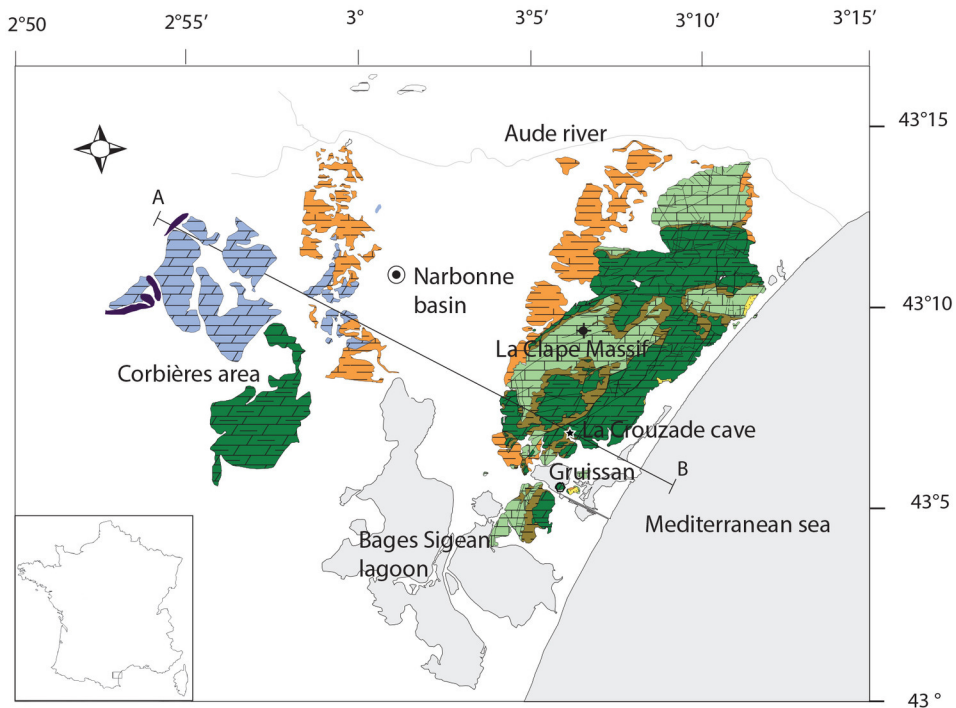 2°50
2°55′
3°
3°5′
3°10′
3°15′
43°15
Aude river
A
Narbonne
basin
43°10
La Clape Massif
Corbières area
La Crouzade cave
Gruissan
B
43°5
Mediterranean sea
Bages Sigean
lagoon
43 °